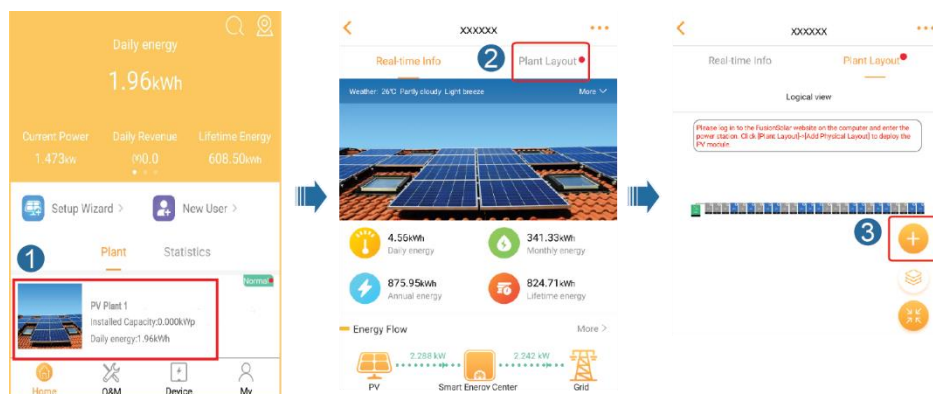 Daily energy
1.96kWh
Current Power Daily Revenue Lifetime Energy
1.473kw (¥)0.0 608.50kwh
Setup Wizard > New User >
1
Plant Statistics
Normal
PV Plant 1
Installed Capacity:0.000kWp
Daily energy:1.96kWh
Home O&M Device My
xxxxxx
Real-time Info 2 Plant Layout
Weather: 26℃ Partly cloudy Light breeze More
4.56kWh
Daily energy
341.33kWh
Monthly energy
875.95kWh
Annual energy
824.71kWh
Lifetime energy
Energy Flow More >
2.288 kW 2.242 kW
PV Smart Energy Center Grid
xxxxxx
Real-time Info Plant Layout
Logical view
Please log in to the FusionSolar website on the computer and enter the
power station. Click [Plant Layout]->[Add Physical Layout] to deploy the
PV module.
3